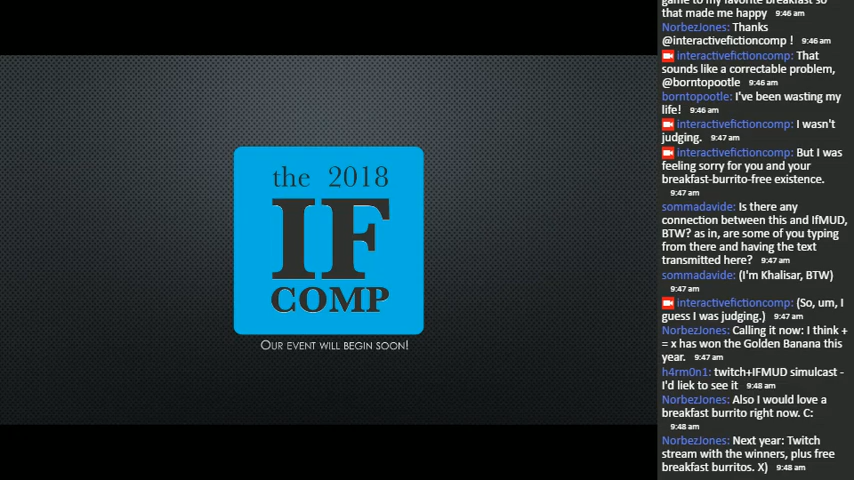 the 2018
IF
COMP
OUR EVENT WILL BEGIN SOON!
game to my favorite breakfast so
that made me happy 9:46 am
NorbezJones: Thanks
@interactivefictioncomp ! 9:46 am
interactivefictioncomp: That
sounds like a correctable problem,
@borntopootle 9:46 am
borntopootle: I've been wasting my
life! 9:46 am
interactivefictioncomp: I wasn't
judging. 9:47 am
interactivefictioncomp: But I was
feeling sorry for you and your
breakfast-burrito-free existence.
9:47 am
sommadavide: Is there any
connection between this and IfMUD,
BTW? as in, are some of you typing
from there and having the text
transmitted here? 9:47 am
sommadavide: (I'm Khalisar, BTW)
9:47 am
interactivefictioncomp: (So, um, I
guess I was judging.) 9:47 am
NorbezJones: Calling it now: I think +
= x has won the Golden Banana this
year. 9:47 am
h4rm0n1: twitch+IFMUD simulcast -
I'd liek to see it 9:48 am
NorbezJones: Also I would love a
breakfast burrito right now. C:
9:48 am
NorbezJones: Next year: Twitch
stream with the winners, plus free
breakfast burritos. X) 9:48 am